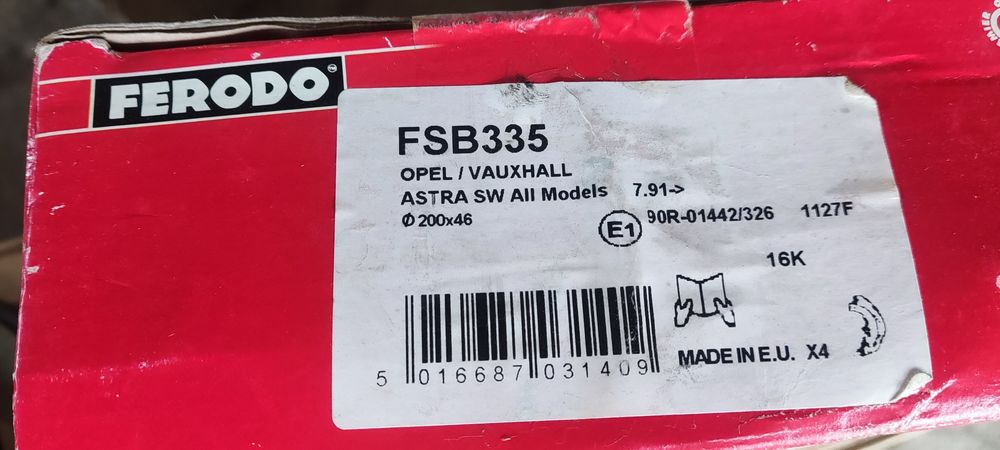 FERODO
FSB335
OPEL / VAUXHALL
ASTRA SW All Models 7.91->
Ø 200x46
E1 90R-01442/326 1127F
16K
MADE IN E.U. X4
5 016687 031409